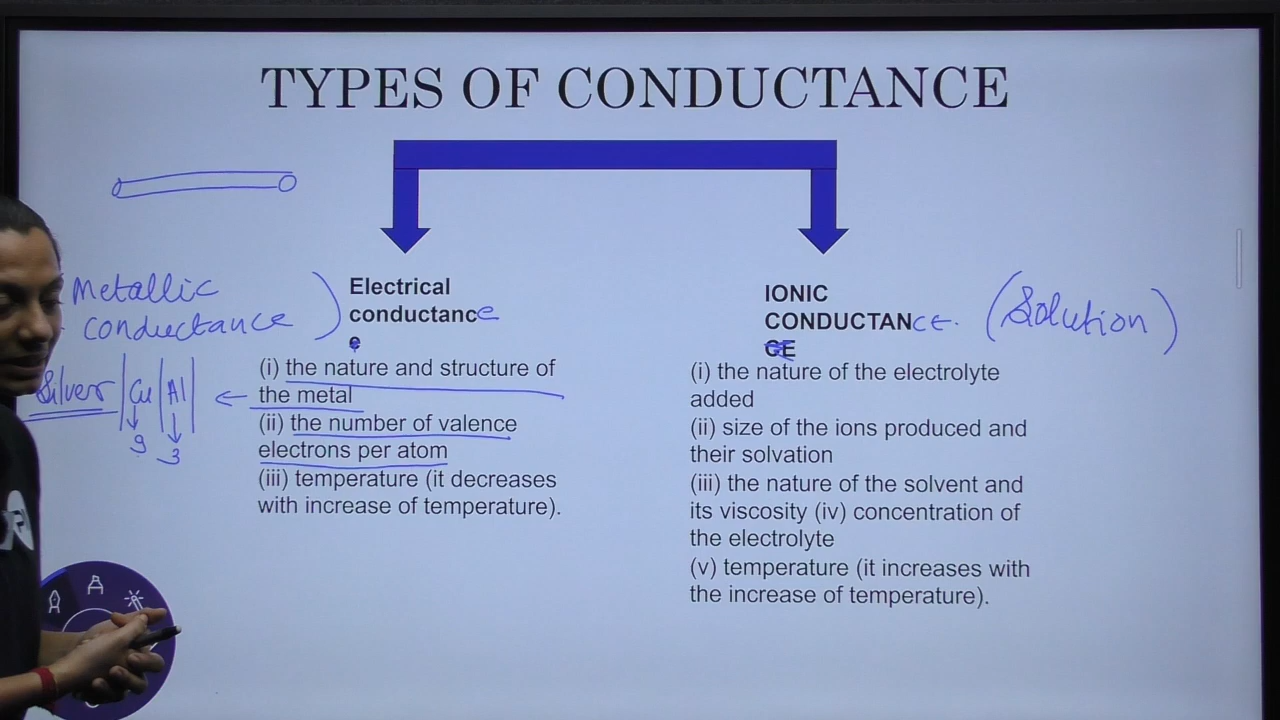 TYPES OF CONDUCTANCE
Metallic
conductance )
Electrical
conductance
e
Silver | Cu | Al |
9 3
(i) the nature and structure of
the metal
(ii) the number of valence
electrons per atom
(iii) temperature (it decreases
with increase of temperature).
IONIC
CONDUCTANCE.
CE
(Solution)
(i) the nature of the electrolyte
added
(ii) size of the ions produced and
their solvation
(iii) the nature of the solvent and
its viscosity (iv) concentration of
the electrolyte
(v) temperature (it increases with
the increase of temperature).